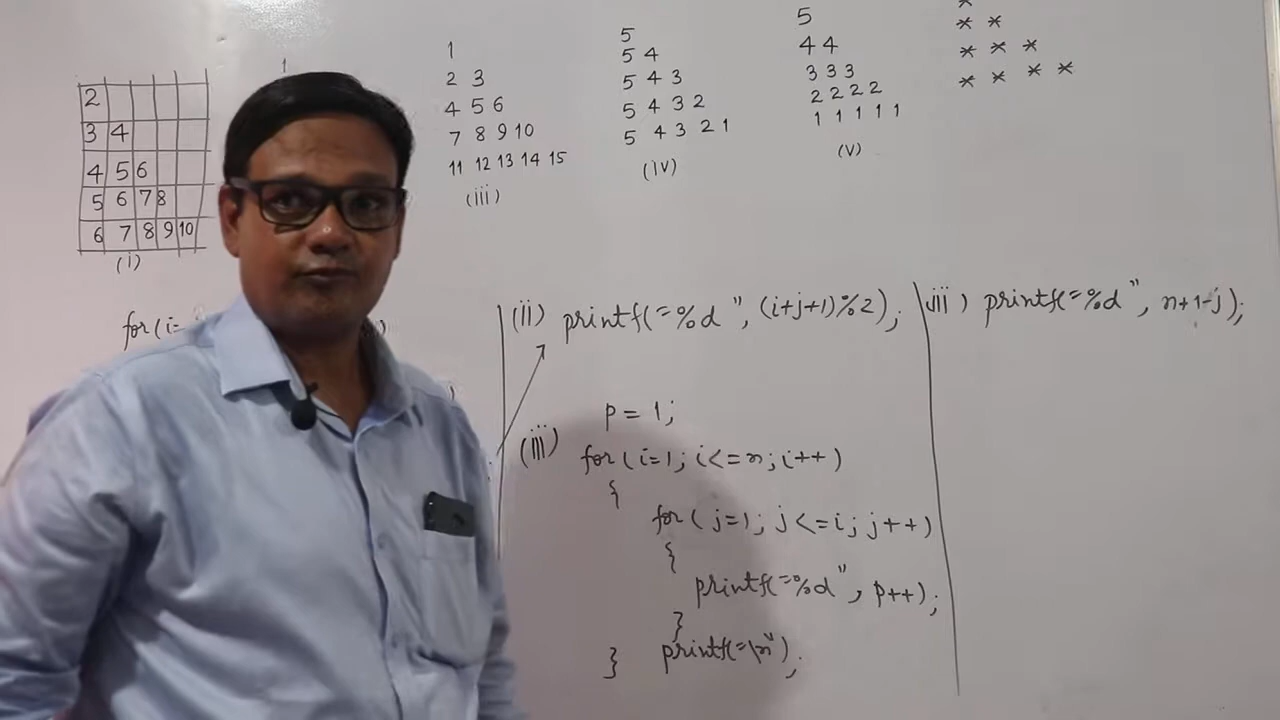 2
3 4
4 5 6
5 6 7 8
6 7 8 9 10
(i)
1
1
2 3
4 5 6
7 8 9 10
11 12 13 14 15
(iii)
5
5 4
5 4 3
5 4 3 2
5 4 3 2 1
(iv)
5
4 4
3 3 3
2 2 2 2
1 1 1 1 1
(v)
*
* *
* * *
* * * *
for(i=
(ii) printf("%d", (i+j+1)%2);
iii) printf("%d", n+1-j);
(iii)
p = 1;
for(i=1; i<=n; i++)
{
for(j=1; j<=i; j++)
{
printf("%d", p++);
}
} printf("\n");